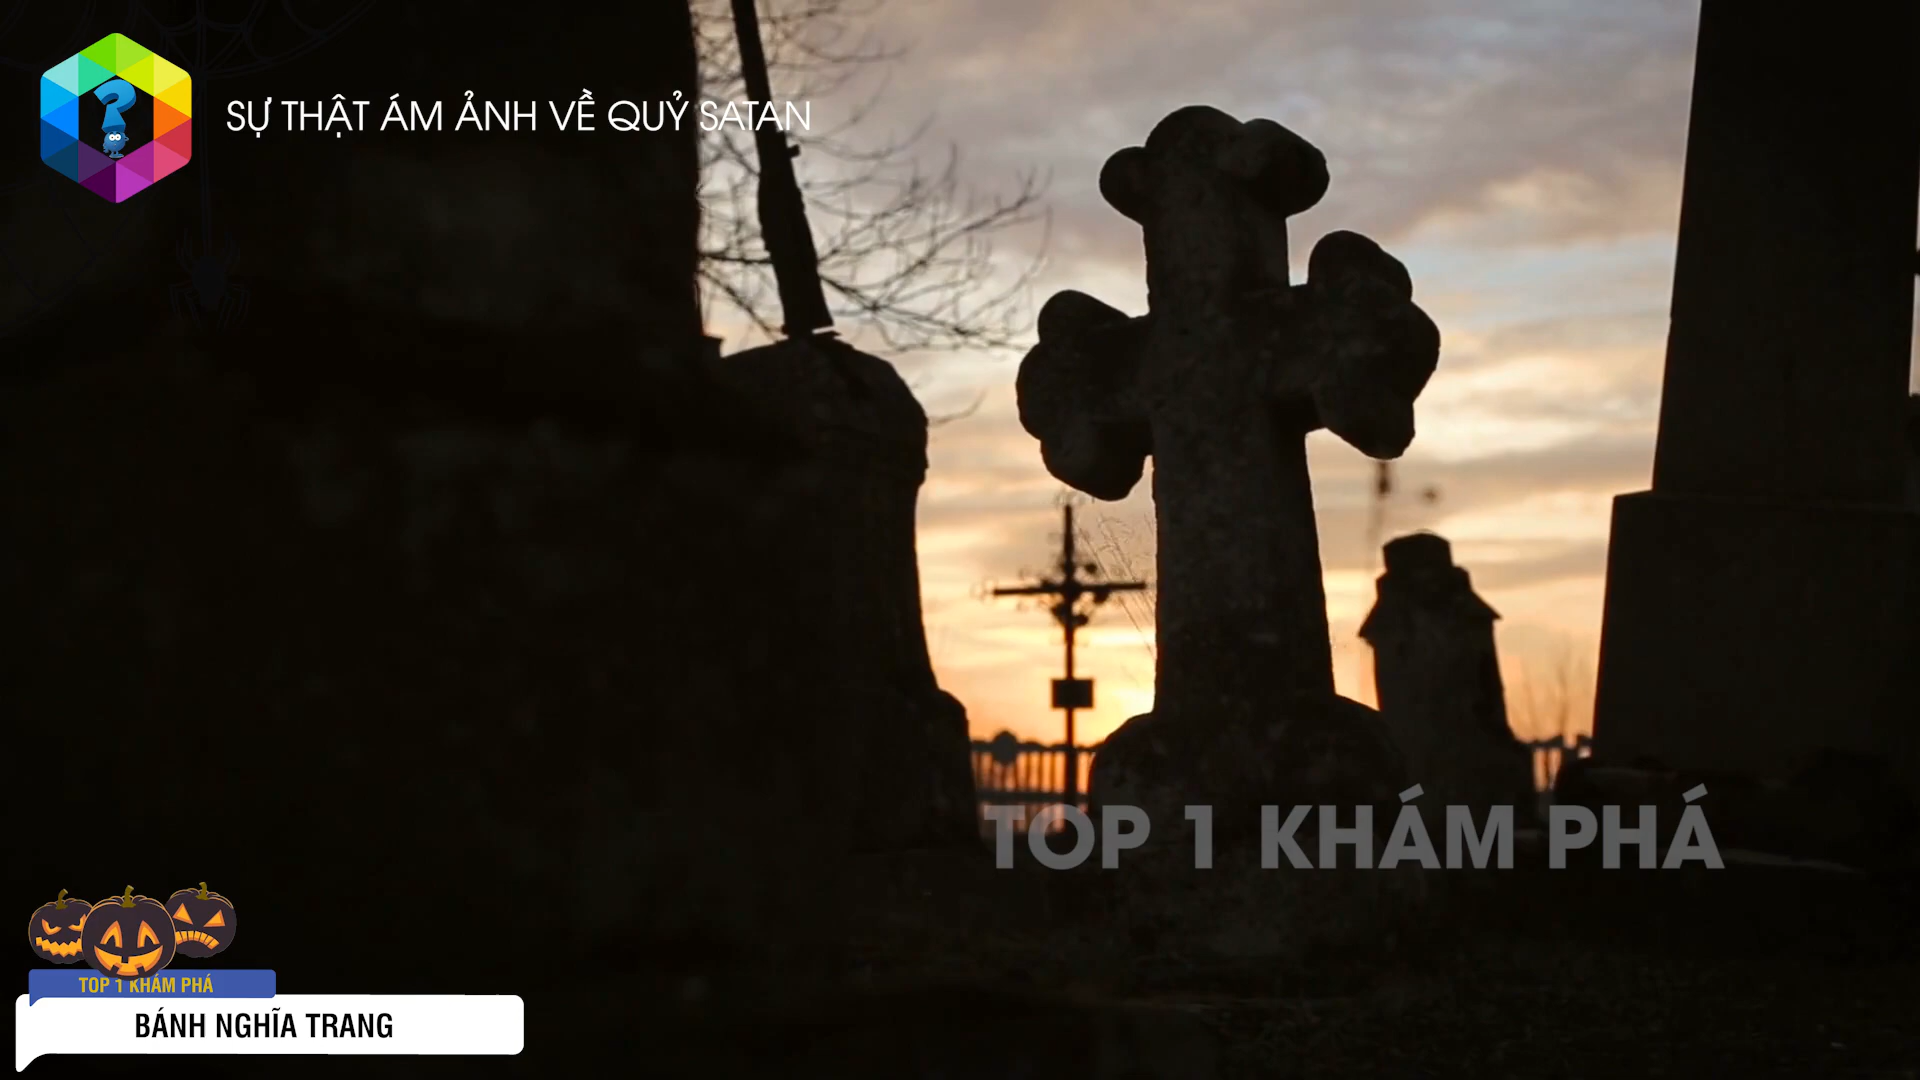 SỰ THẬT ÁM ẢNH VỀ QUỶ SATAN
TOP 1 KHÁM PHÁ
TOP 1 KHÁM PHÁ
BÁNH NGHĨA TRANG